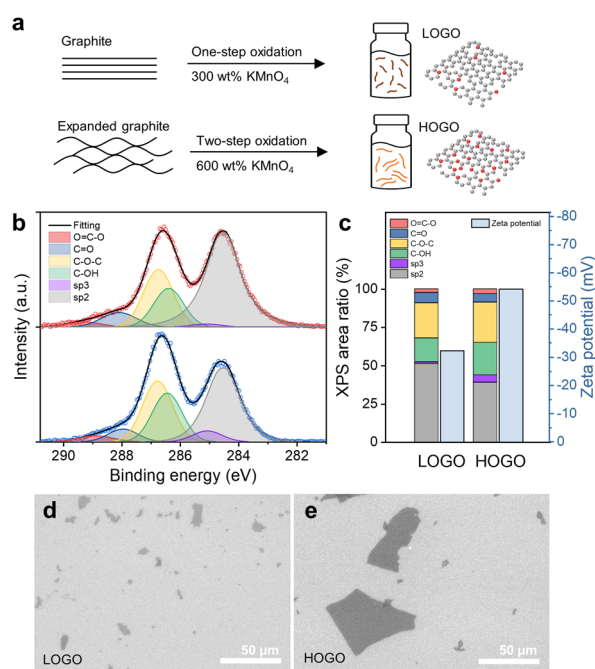 a
Graphite
One-step oxidation
300 wt% KMnO₄
LOGO
Expanded graphite
Two-step oxidation
600 wt% KMnO₄
HOGO
b
Fitting
O=C-O
C=O
C-O-C
C-OH
sp3
sp2
Intensity (a.u.)
290 288 286 284 282
Binding energy (eV)
c
O=C-O
C=O
C-O-C
C-OH
sp3
sp2
Zeta potential
XPS area ratio (%)
100
75
50
25
0
-80
-70
-60
-50
-40
-30
-20
-10
-0
Zeta potential (mV)
LOGO HOGO
d
LOGO
50 µm
e
HOGO
50 µm